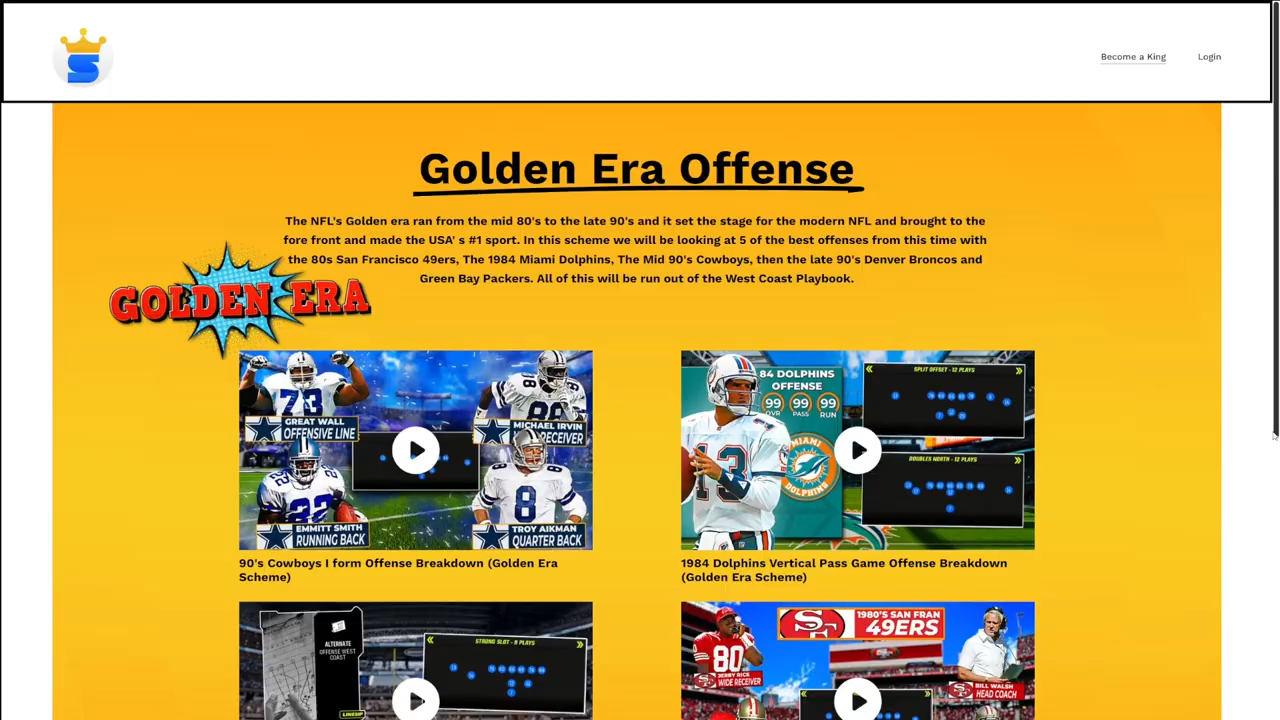 S
Become a King
Login
Golden Era Offense
The NFL's Golden era ran from the mid 80's to the late 90's and it set the stage for the modern NFL and brought to the
fore front and made the USA' s #1 sport. In this scheme we will be looking at 5 of the best offenses from this time with
the 80s San Francisco 49ers, The 1984 Miami Dolphins, The Mid 90's Cowboys, then the late 90's Denver Broncos and
Green Bay Packers. All of this will be run out of the West Coast Playbook.
GOLDEN ERA
73
GREAT WALL
OFFENSIVE LINE
88
MICHAEL IRVIN
RECEIVER
22
EMMITT SMITH
RUNNING BACK
8
TROY AIKMAN
QUARTER BACK
84 DOLPHINS
OFFENSE
99 99 99
OVR PASS RUN
MIAMI
DOLPHINS
13
SPLIT OFFSET - 12 PLAYS
DOUBLES NORTH - 12 PLAYS
90's Cowboys I form Offense Breakdown (Golden Era
Scheme)
1984 Dolphins Vertical Pass Game Offense Breakdown
(Golden Era Scheme)
ALTERNATE
OFFENSE WEST
COAST
LINEUP
STRONG SLOT - 9 PLAYS
1980'S SAN FRAN
49ERS
SF
80
JERRY RICE
WIDE RECEIVER
BILL WALSH
HEAD COACH